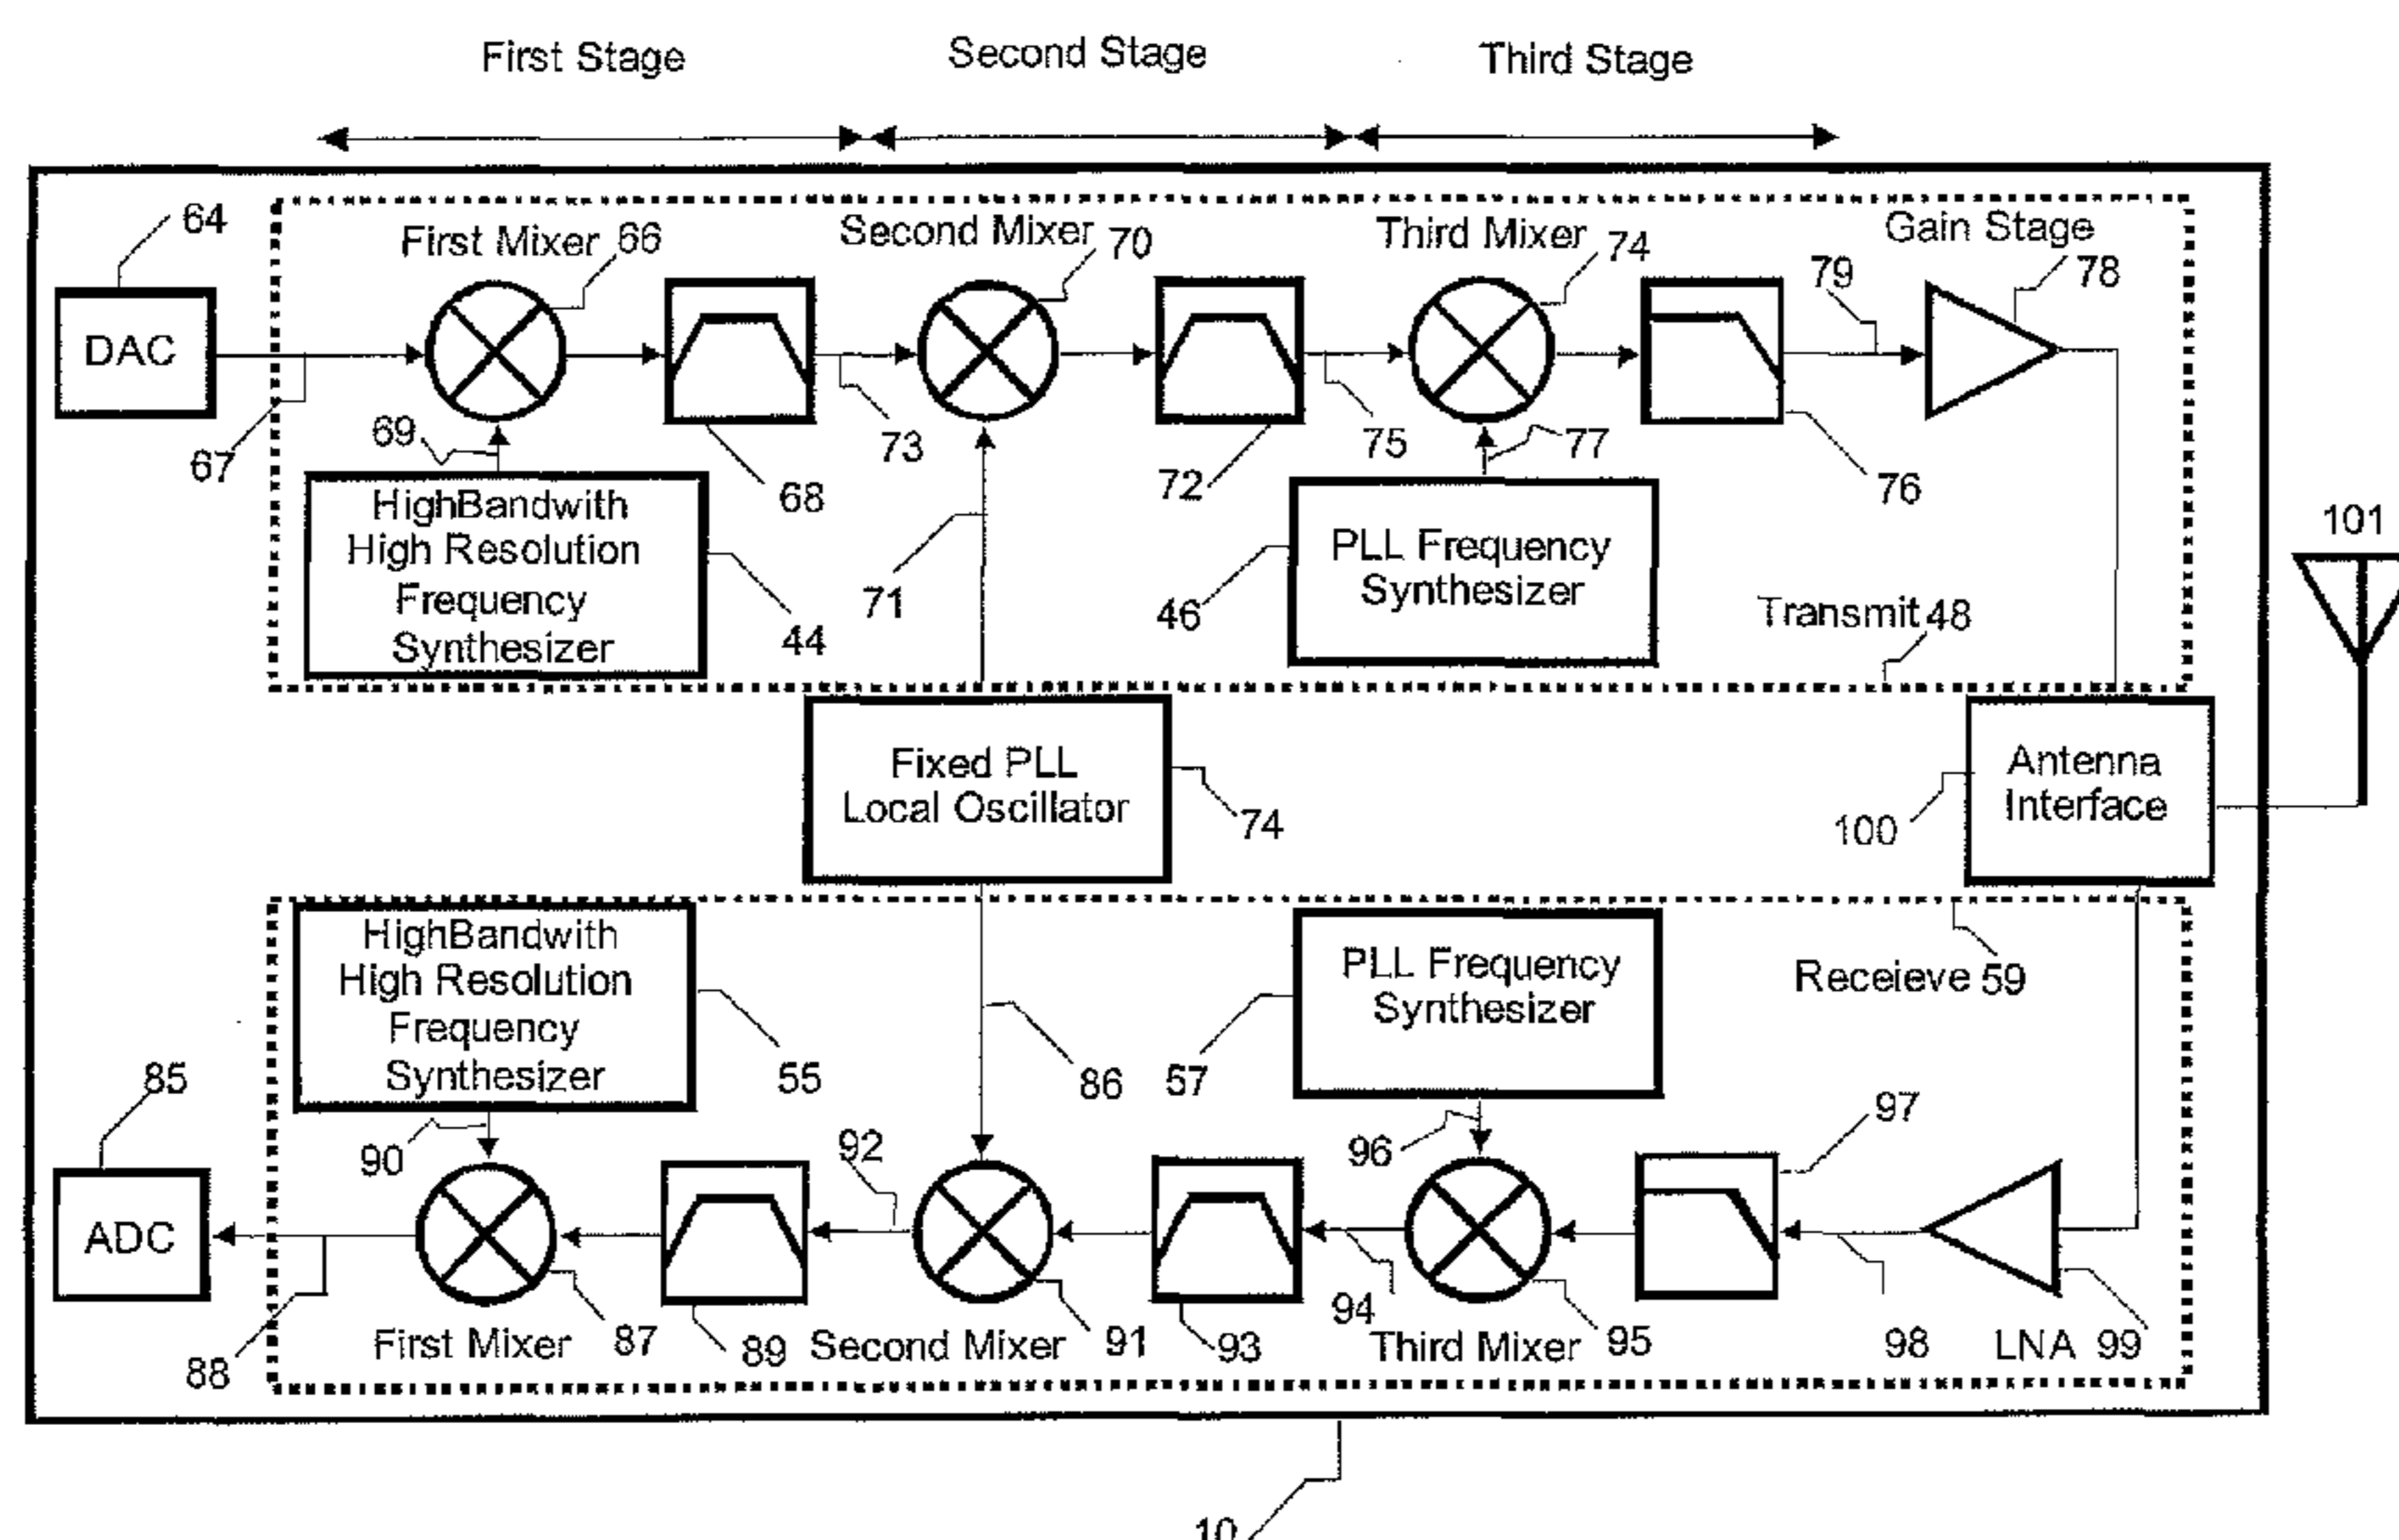 First Stage
Second Stage
Third Stage
64
First Mixer 66
Second Mixer 70
Third Mixer 74
Gain Stage
79
78
DAC
67
69
68
73
72
75
77
76
HighBandwith
High Resolution
Frequency
Synthesizer
44
71
PLL Frequency
Synthesizer
46
Transmit 48
101
Fixed PLL
Local Oscillator
74
Antenna
Interface
100
HighBandwith
High Resolution
Frequency
Synthesizer
55
86
PLL Frequency
Synthesizer
57
Receieve 59
85
90
92
96
97
ADC
88
First Mixer 87
89
Second Mixer 91
93
94
Third Mixer 95
98
LNA 99
10